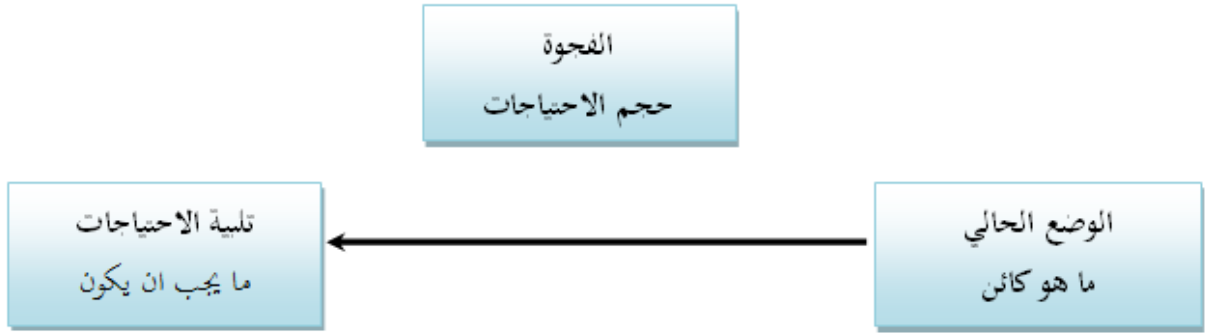 الفجوة
حجم الاحتياجات
الوضع الحالي
ما هو كائن
تلبية الاحتياجات
ما يجب ان يكون